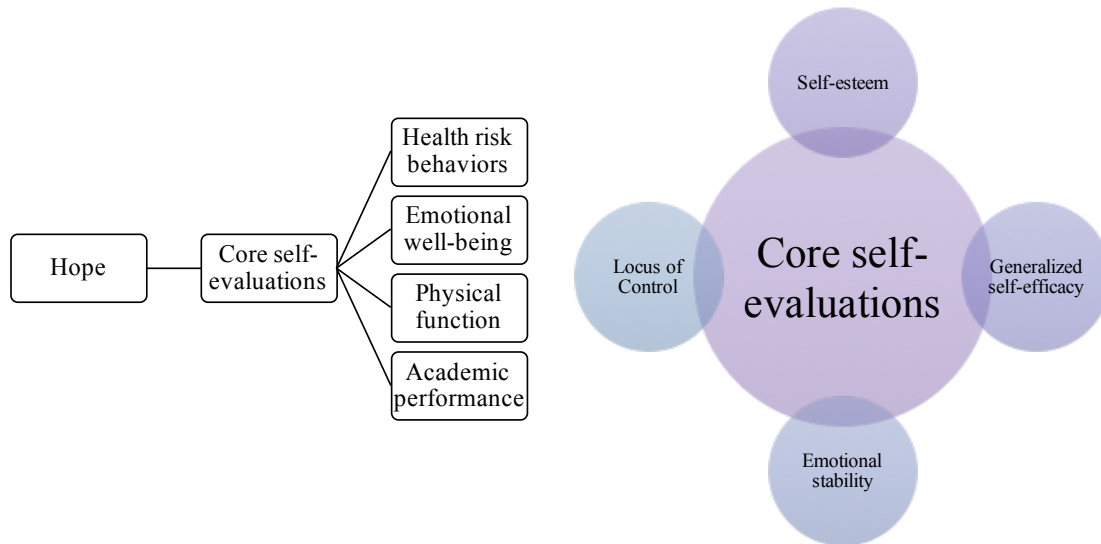 Hope
Core self-
evaluations
Health risk
behaviors
Emotional
well-being
Physical
function
Academic
performance
Self-esteem
Locus of
Control
Core self-
evaluations
Generalized
self-efficacy
Emotional
stability